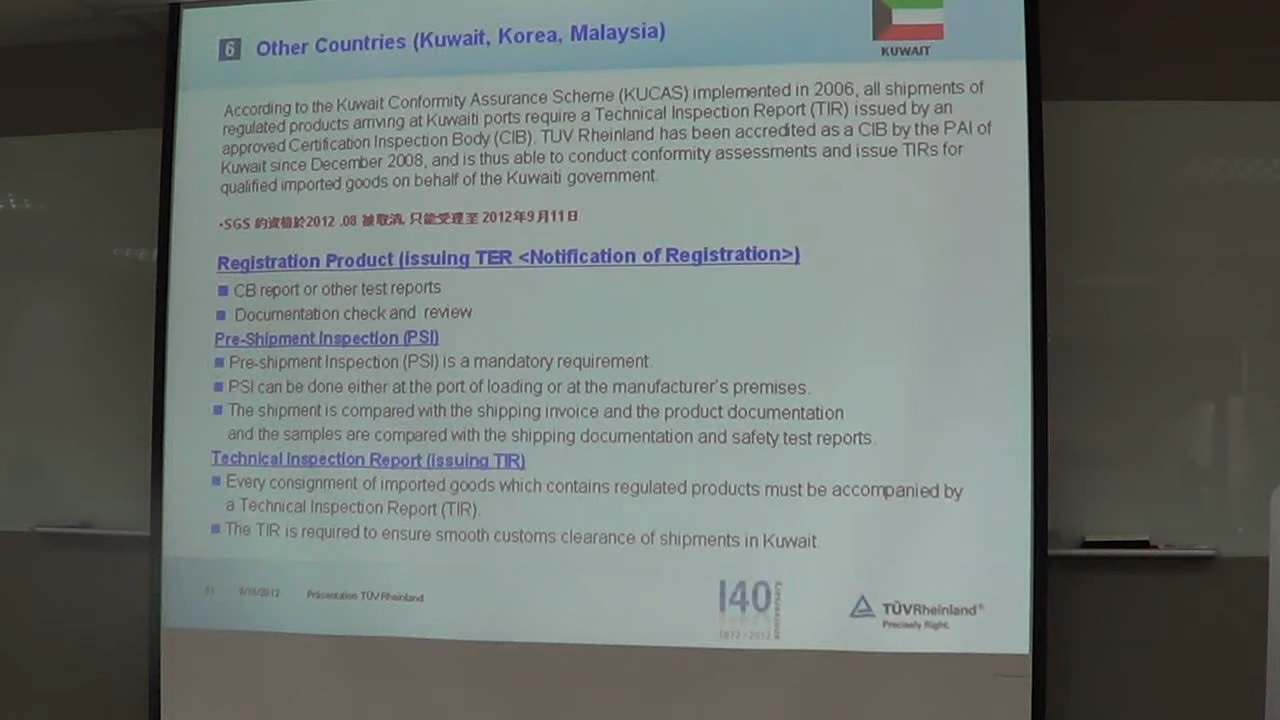 6 Other Countries (Kuwait, Korea, Malaysia)
KUWAIT
According to the Kuwait Conformity Assurance Scheme (KUCAS) implemented in 2006, all shipments of
regulated products arriving at Kuwaiti ports require a Technical Inspection Report (TIR) issued by an
approved Certification Inspection Body (CIB). TUV Rheinland has been accredited as a CIB by the PAI of
Kuwait since December 2008, and is thus able to conduct conformity assessments and issue TIRs for
qualified imported goods on behalf of the Kuwaiti government.
•SGS 的資格於2012 .08 被取消, 只能受理至 2012年9月11日
Registration Product (issuing TER <Notification of Registration>)
CB report or other test reports
Documentation check and review
Pre-Shipment Inspection (PSI)
Pre-shipment Inspection (PSI) is a mandatory requirement.
PSI can be done either at the port of loading or at the manufacturer's premises.
The shipment is compared with the shipping invoice and the product documentation
and the samples are compared with the shipping documentation and safety test reports.
Technical Inspection Report (issuing TIR)
Every consignment of imported goods which contains regulated products must be accompanied by
a Technical Inspection Report (TIR).
The TIR is required to ensure smooth customs clearance of shipments in Kuwait.
Präsentation TÜV Rheinland
140
1872 - 2012
TÜVRheinland®
Precisely Right.